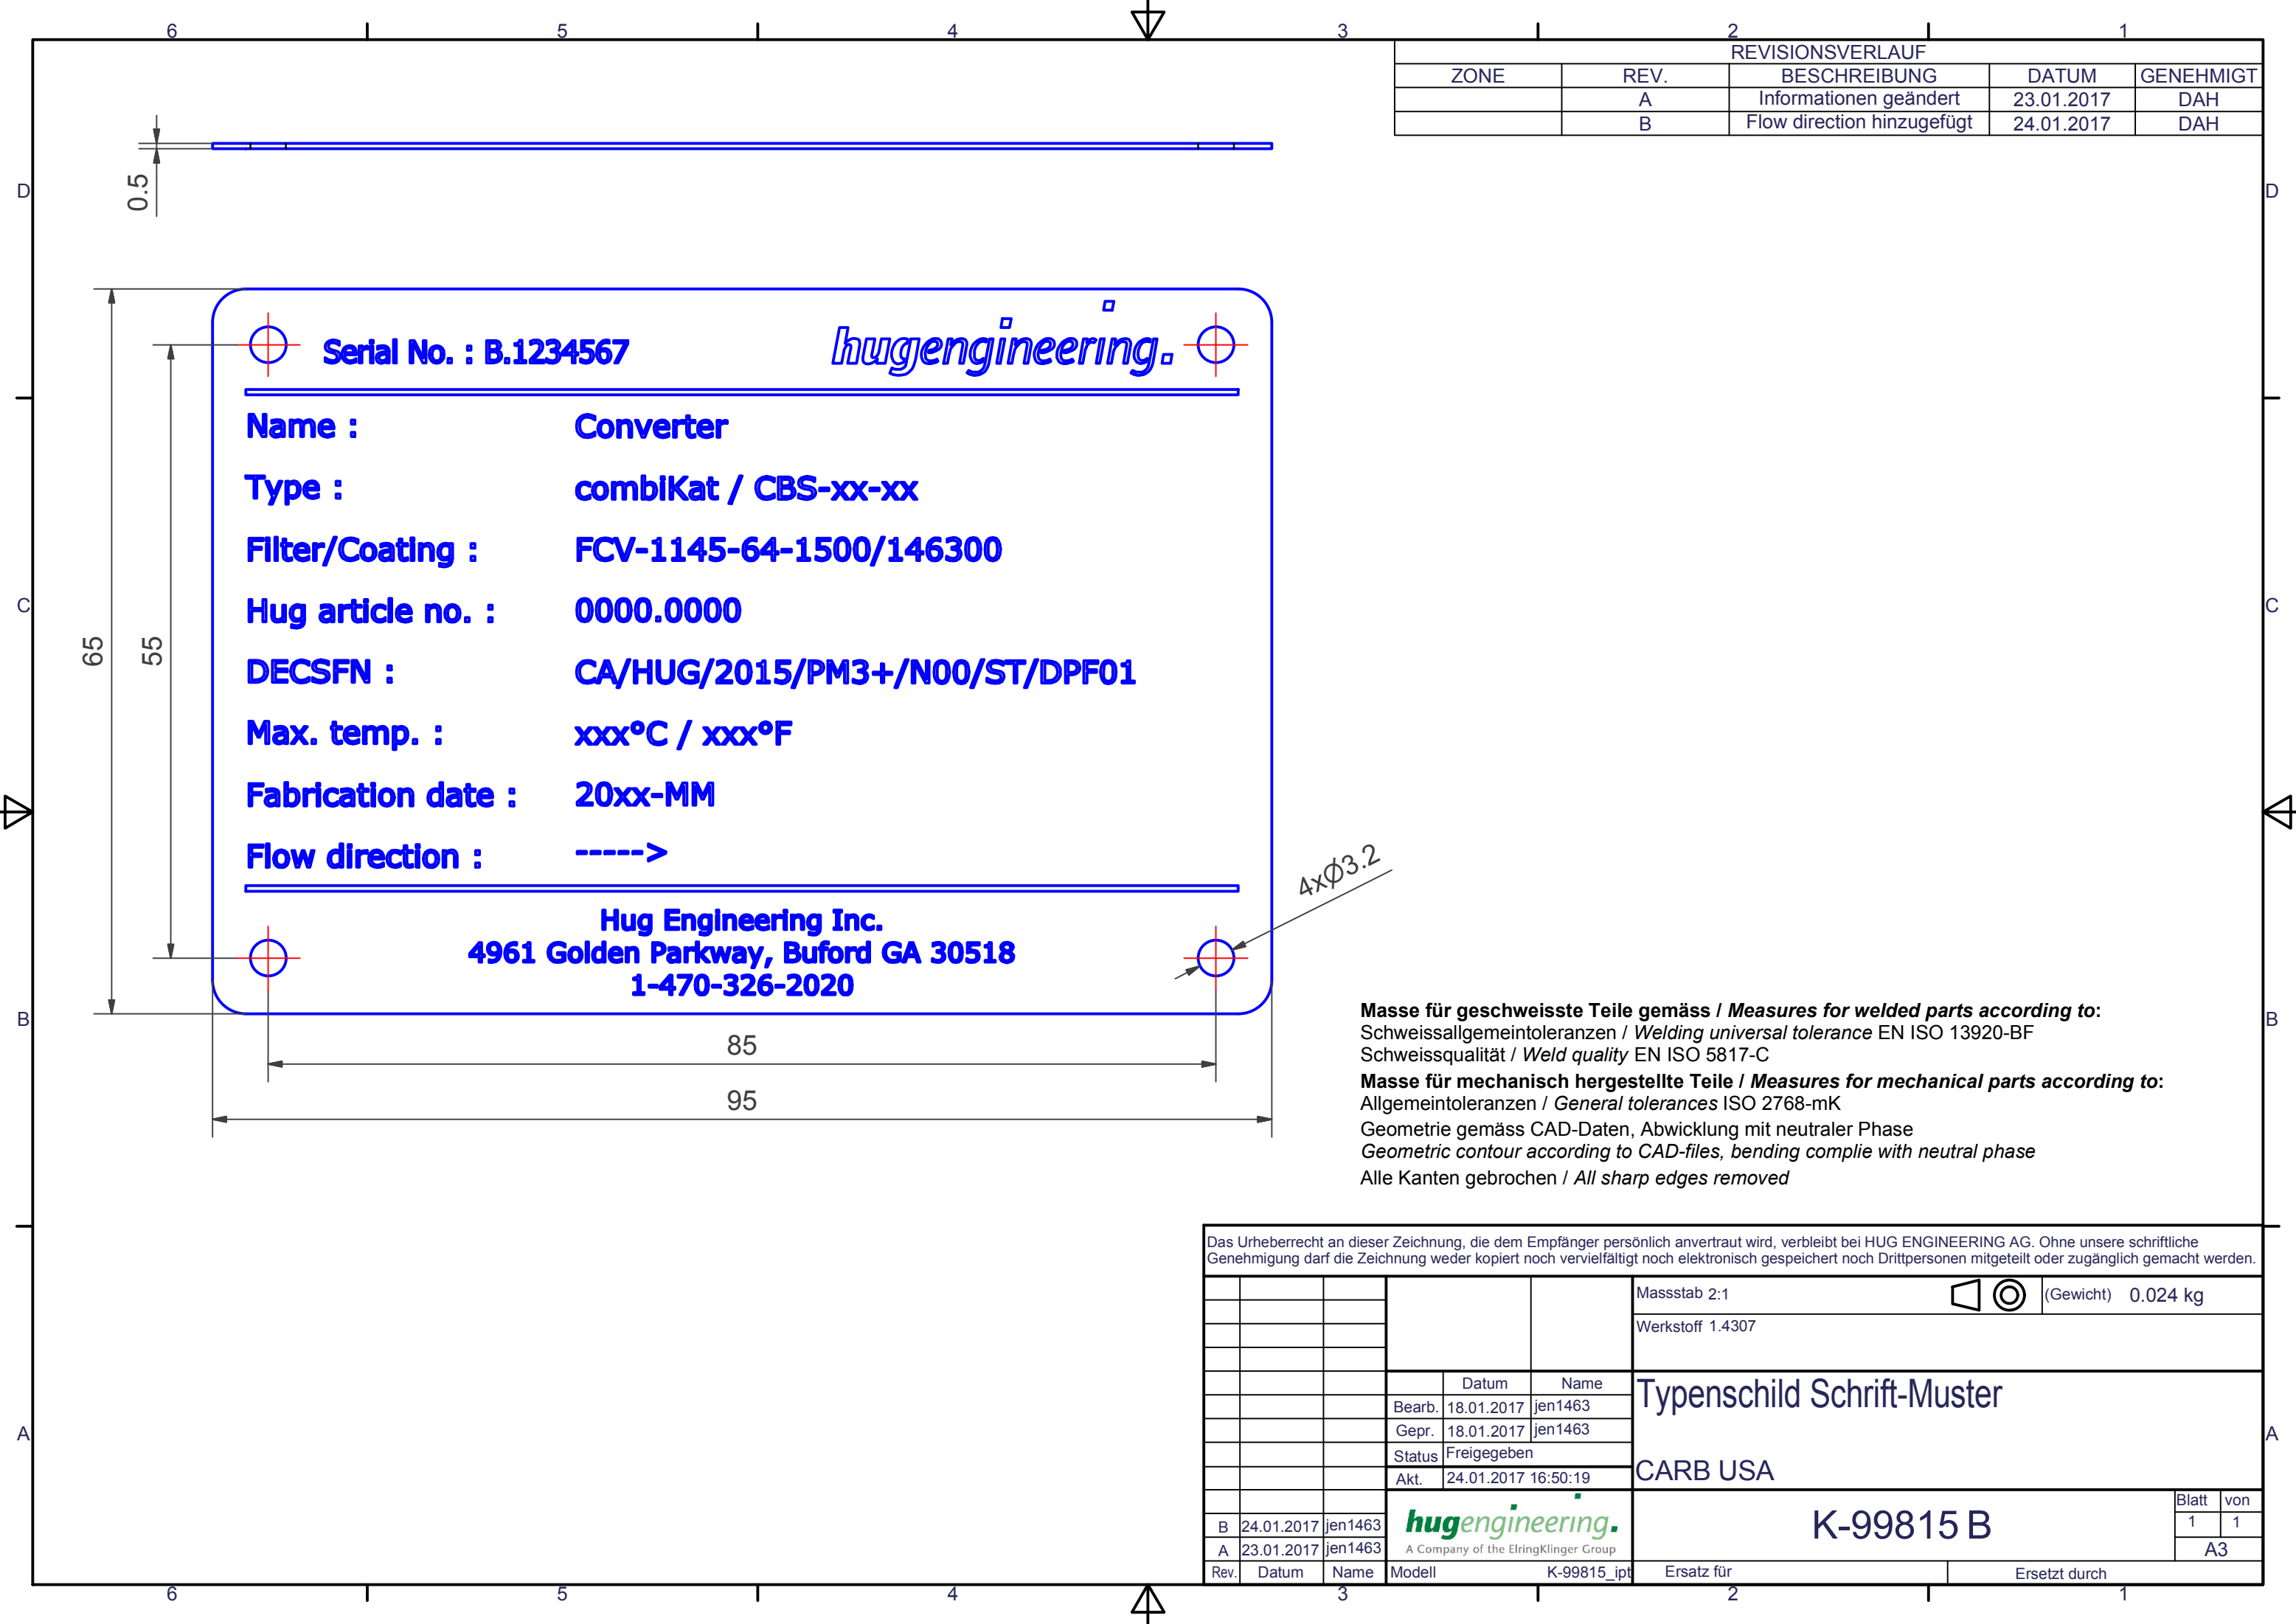 6 5 4 3 2 1
REVISIONSVERLAUF
ZONE REV. BESCHREIBUNG DATUM GENEHMIGT
A Informationen geändert 23.01.2017 DAH
B Flow direction hinzugefügt 24.01.2017 DAH
D D
0.5
Serial No. : B.1234567 hugengineering.
Name : Converter
Type : combiKat / CBS-xx-xx
Filter/Coating : FCV-1145-64-1500/146300
Hug article no. : 0000.0000
C C
65
55
DECSFN : CA/HUG/2015/PM3+/N00/ST/DPF01
Max. temp. : xxx°C / xxx°F
Fabrication date : 20xx-MM
Flow direction : ----->
4xØ3.2
Hug Engineering Inc.
4961 Golden Parkway, Buford GA 30518
1-470-326-2020
85
95
B B
Masse für geschweisste Teile gemäss / Measures for welded parts according to:
Schweissallgemeintoleranzen / Welding universal tolerance EN ISO 13920-BF
Schweissqualität / Weld quality EN ISO 5817-C
Masse für mechanisch hergestellte Teile / Measures for mechanical parts according to:
Allgemeintoleranzen / General tolerances ISO 2768-mK
Geometrie gemäss CAD-Daten, Abwicklung mit neutraler Phase
Geometric contour according to CAD-files, bending complie with neutral phase
Alle Kanten gebrochen / All sharp edges removed
Das Urheberrecht an dieser Zeichnung, die dem Empfänger persönlich anvertraut wird, verbleibt bei HUG ENGINEERING AG. Ohne unsere schriftliche
Genehmigung darf die Zeichnung weder kopiert noch vervielfältigt noch elektronisch gespeichert noch Drittpersonen mitgeteilt oder zugänglich gemacht werden.
Massstab 2:1 (Gewicht) 0.024 kg
Werkstoff 1.4307
Datum Name
Bearb. 18.01.2017 jen1463
Gepr. 18.01.2017 jen1463
Status Freigegeben
Akt. 24.01.2017 16:50:19
Typenschild Schrift-Muster
CARB USA
A A
B 24.01.2017 jen1463
A 23.01.2017 jen1463
Rev. Datum Name
hugengineering.
A Company of the ElringKlinger Group
Modell K-99815_ipt
K-99815 B
Blatt von
1 1
A3
Ersatz für Ersetzt durch
6 5 4 3 2 1